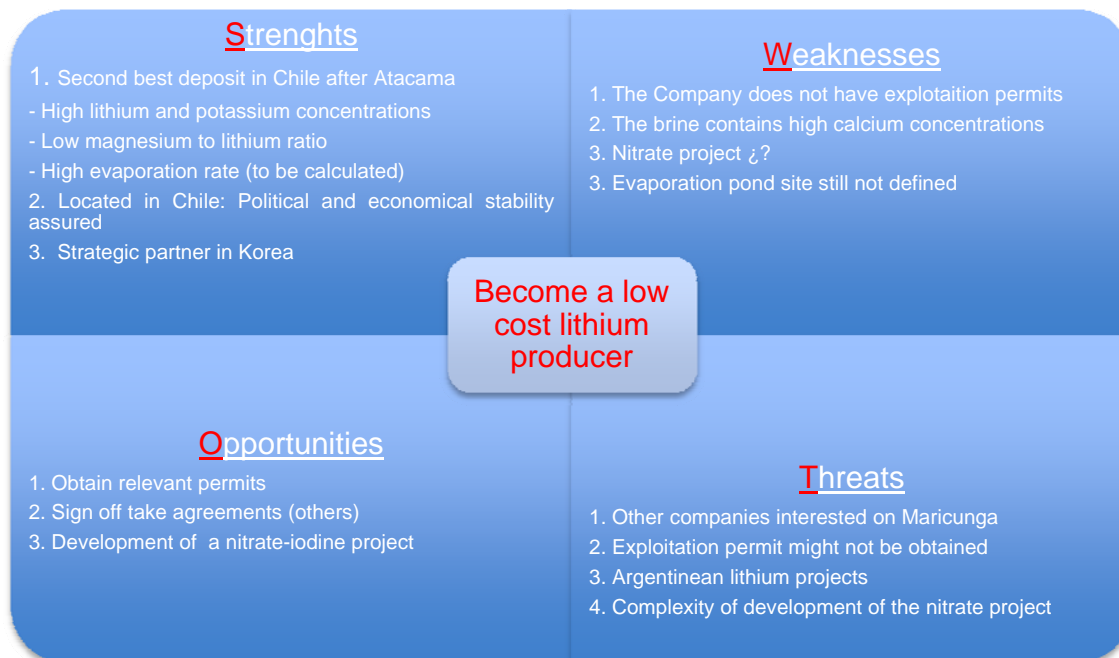 Strenghts
1. Second best deposit in Chile after Atacama
- High lithium and potassium concentrations
- Low magnesium to lithium ratio
- High evaporation rate (to be calculated)
2. Located in Chile: Political and economical stability
assured
3. Strategic partner in Korea
Weaknesses
1. The Company does not have explotaition permits
2. The brine contains high calcium concentrations
3. Nitrate project ¿?
3. Evaporation pond site still not defined
Become a low
cost lithium
producer
Opportunities
1. Obtain relevant permits
2. Sign off take agreements (others)
3. Development of a nitrate-iodine project
Threats
1. Other companies interested on Maricunga
2. Exploitation permit might not be obtained
3. Argentinean lithium projects
4. Complexity of development of the nitrate project